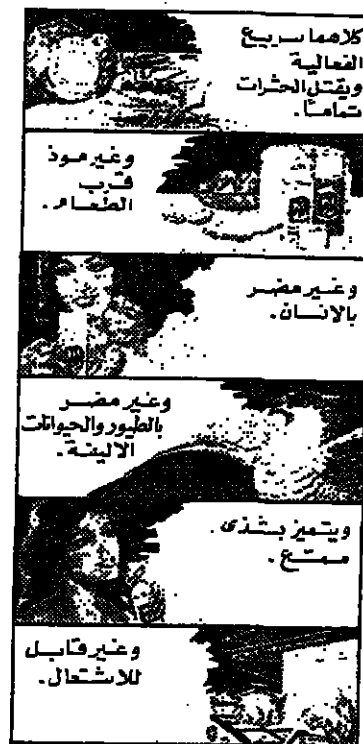 كلاهما سريع
الفعالية
ويقتل الحشرات
تماماً.
وغير موذ
قرب
الطعام.
وغير مضر
بالانسان.
وغير مضر
بالطيور والحيوانات
الاليفة.
ويتميز بشذى
ممتع.
وغير قابل
للاشتعال.